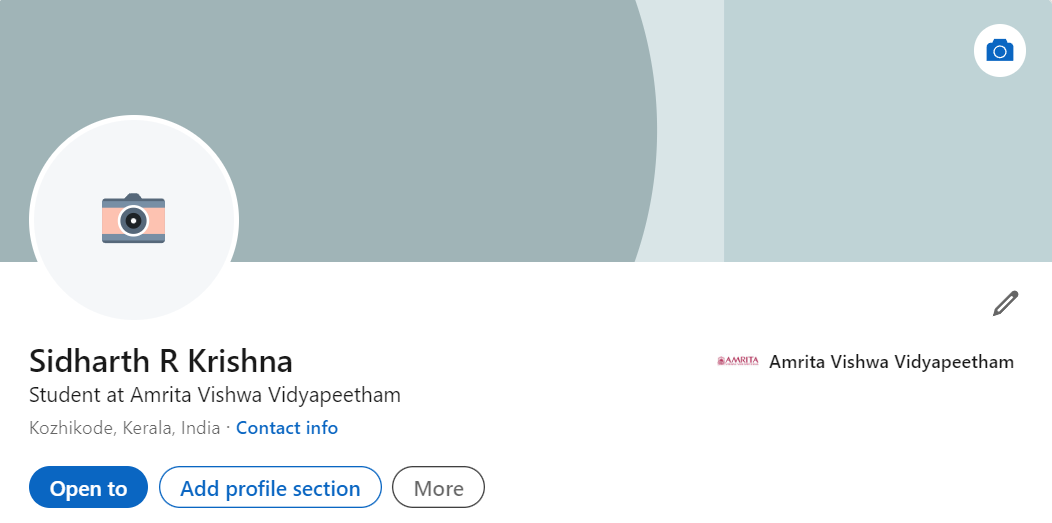 Sidharth R Krishna
AMRITA Amrita Vishwa Vidyapeetham
Student at Amrita Vishwa Vidyapeetham
Kozhikode, Kerala, India · Contact info
Open to Add profile section More